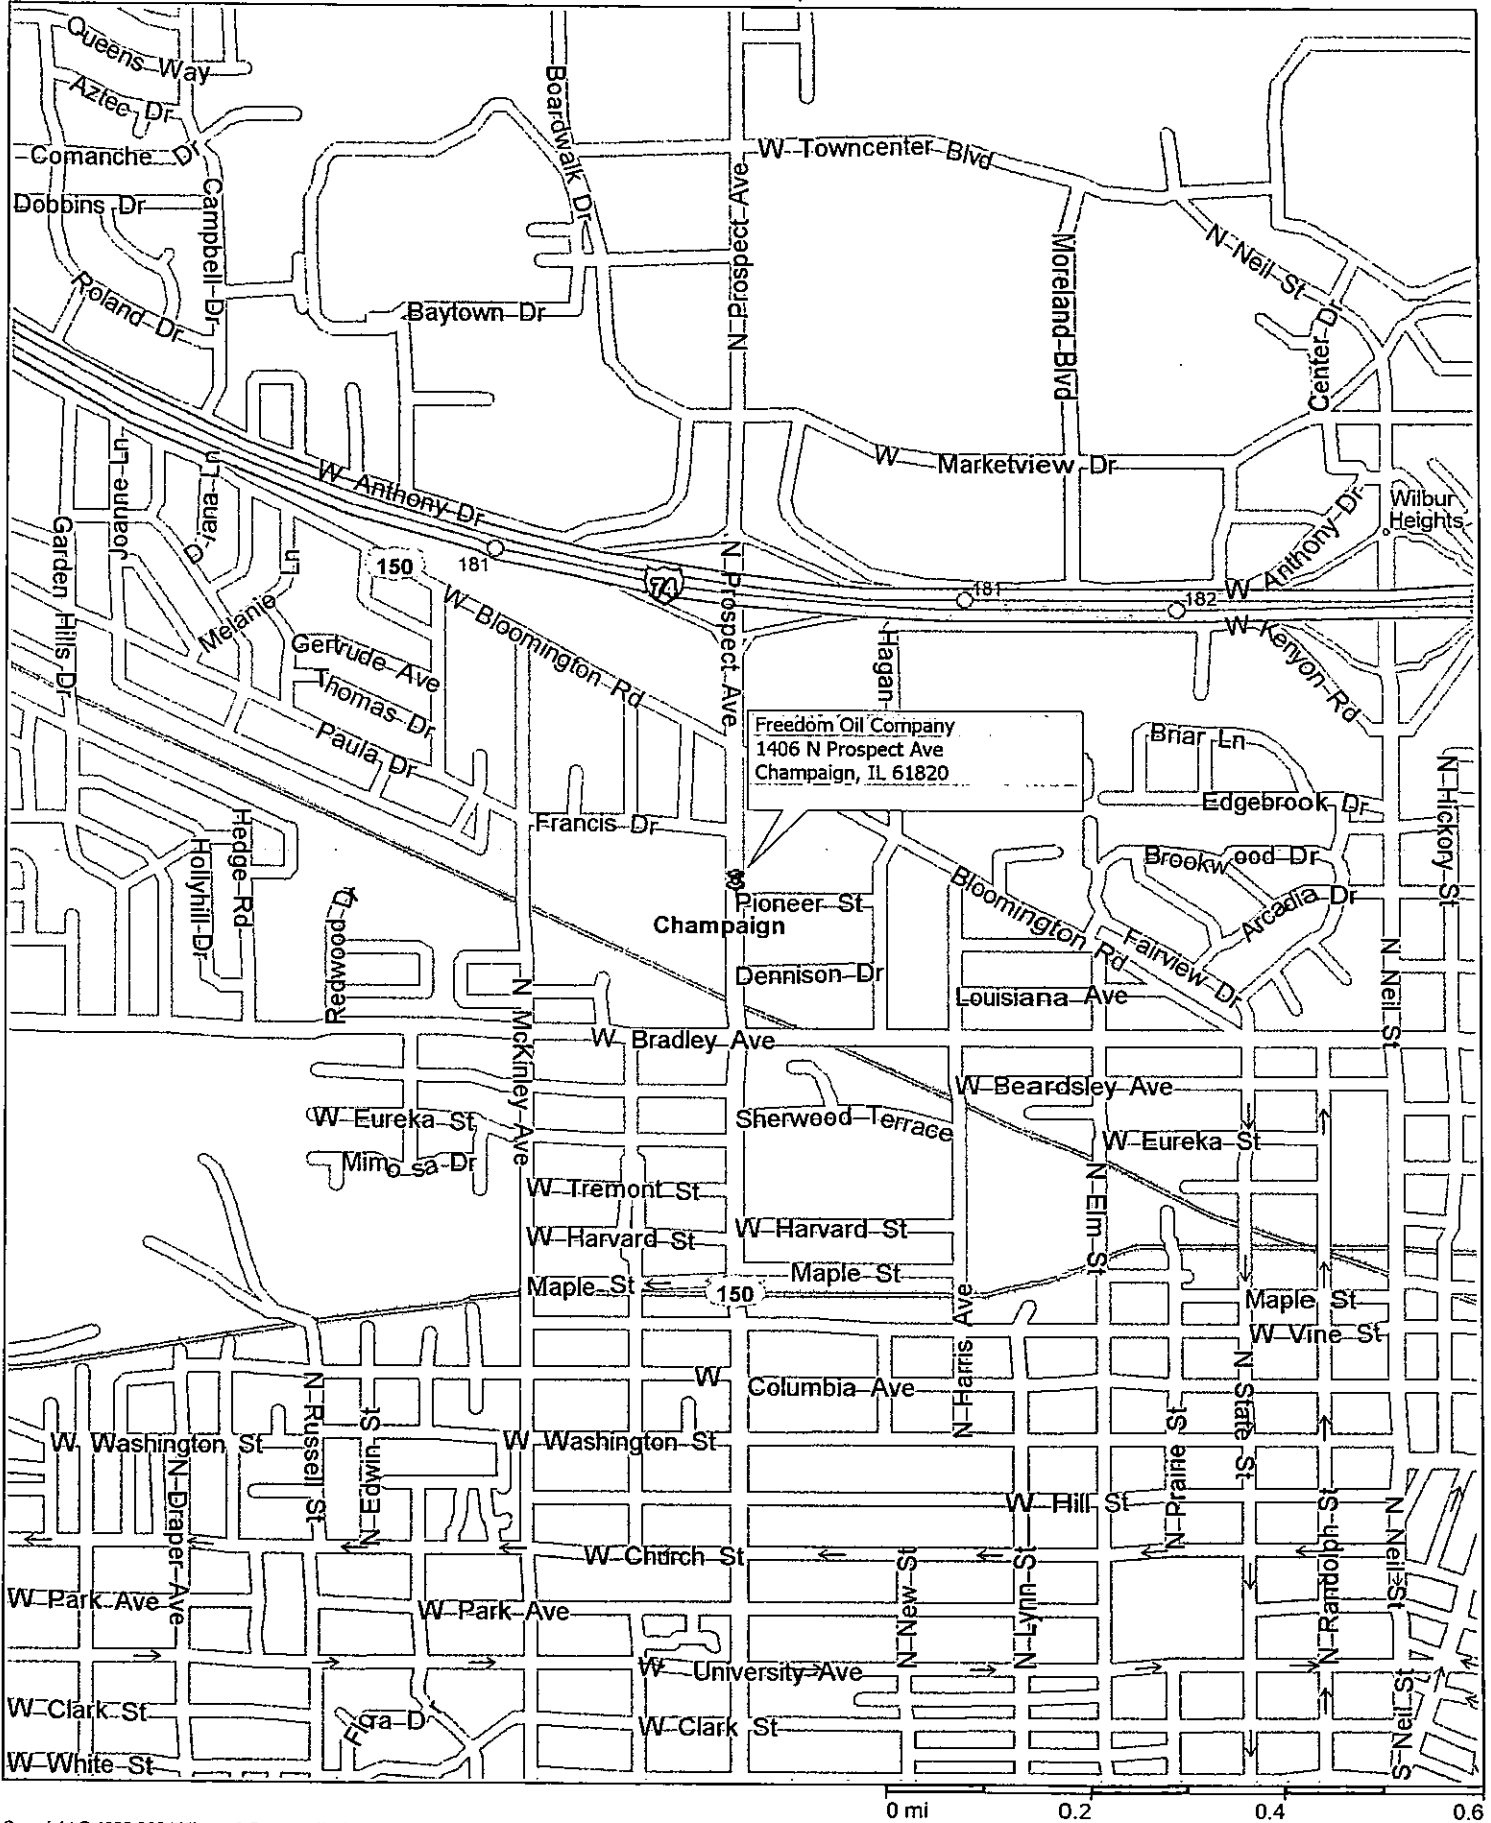 Queens Way
Aztec Dr
Comanche Dr
Dobbins Dr
Campbell Dr
Roland Dr
Boardwalk Dr
Baytown Dr
N Prospect Ave
W Towncenter Blvd
Moreland Blvd
N Neil St
Center Dr
W Marketview Dr
W Anthony Dr
W Anthony Dr
Wilbur
Heights
Joanne Ln
Lana Ln
Garden Hills Dr
150
181
74
181
182
N Prospect Ave
W Bloomington Rd
W Kenyon Rd
Hagan
Melanie Ln
Gertrude Ave
Thomas Dr
Paula Dr
Freedom Oil Company
1406 N Prospect Ave
Champaign, IL 61820
Briar Ln
Edgebrook Dr
N Hickory St
Francis Dr
Hedge Rd
Hollyhill Dr
Brookwood Dr
Arcadia Dr
Pioneer St
Champaign
Bloomington Rd
Fairview Dr
Redwood Dr
Dennison Dr
Louisiana Ave
N Neil St
N McKinley Ave
W Bradley Ave
W Beardsley Ave
W Eureka St
Sherwood Terrace
W Eureka St
Mimosa Dr
W Tremont St
N Elm St
W Harvard St
W Harvard St
Maple St
150
Maple St
Maple St
W Vine St
N Harris Ave
W Columbia Ave
N State St
N Russell St
N Edwin St
W Washington St
W Washington St
N Prairie St
N Draper Ave
W Hill St
N Randolph St
N Neil St
W Church St
N New St
N Lynn St
W Park Ave
W Park Ave
W University Ave
W Clark St
Flora Dr
W Clark St
N Neil St
W White St
0 mi 0.2 0.4 0.6